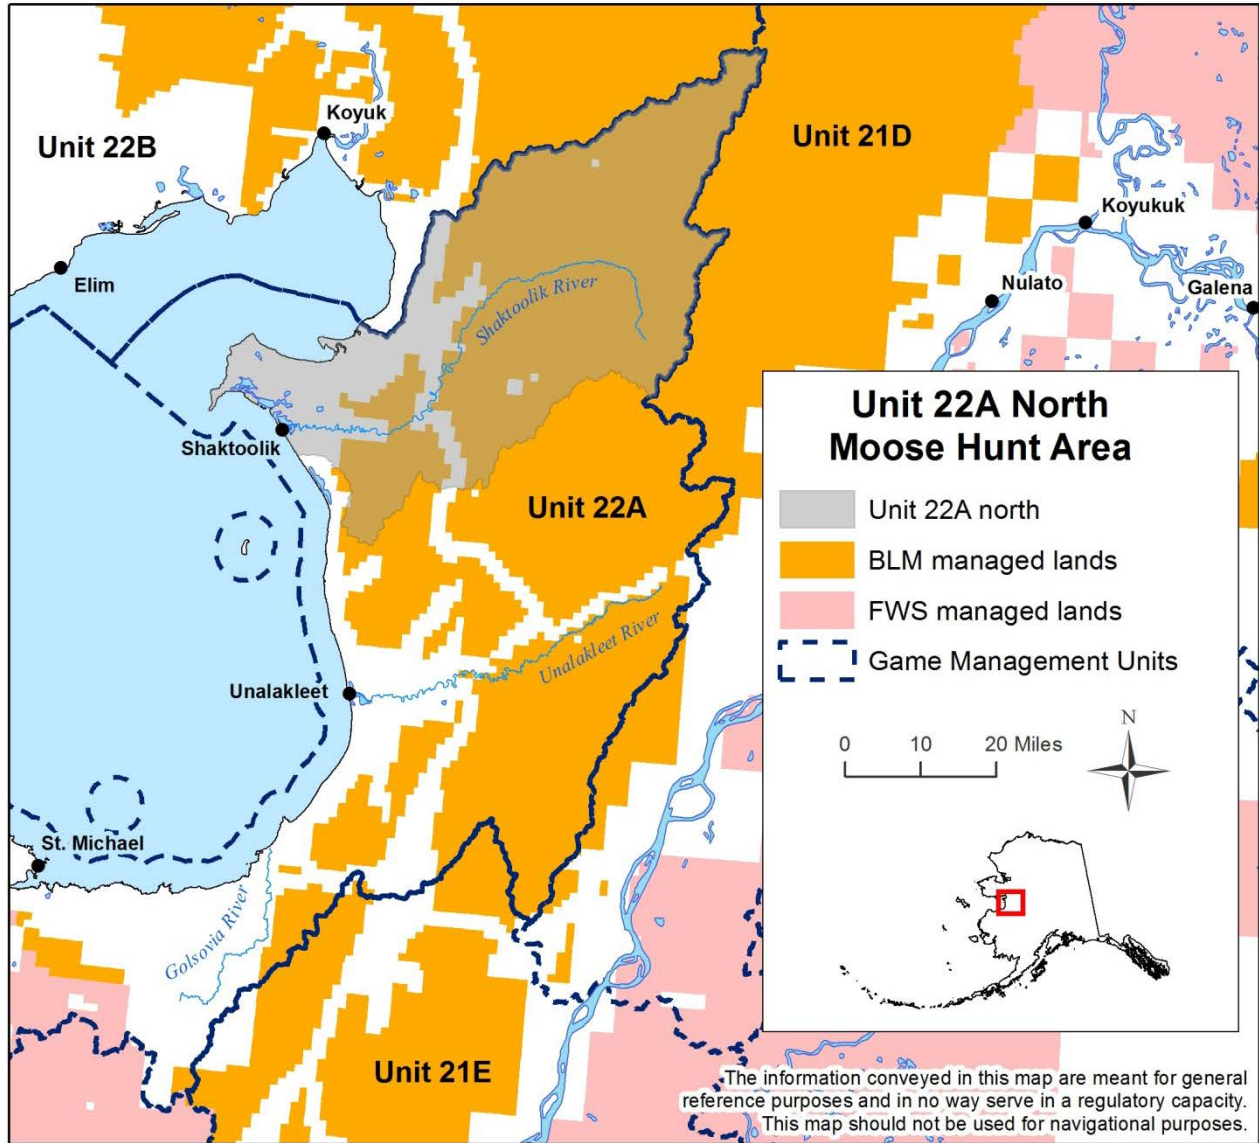 Koyuk
Unit 22B
Unit 21D
Koyukuk
Elim
Nulato
Galena
Shaktoolik River
Shaktoolik
Unit 22A
Unalakleet River
Unalakleet
St. Michael
Golsovia River
Unit 21E
Unit 22A North
Moose Hunt Area
Unit 22A north
BLM managed lands
FWS managed lands
Game Management Units
N
0 10 20 Miles
The information conveyed in this map are meant for general
reference purposes and in no way serve in a regulatory capacity.
This map should not be used for navigational purposes.